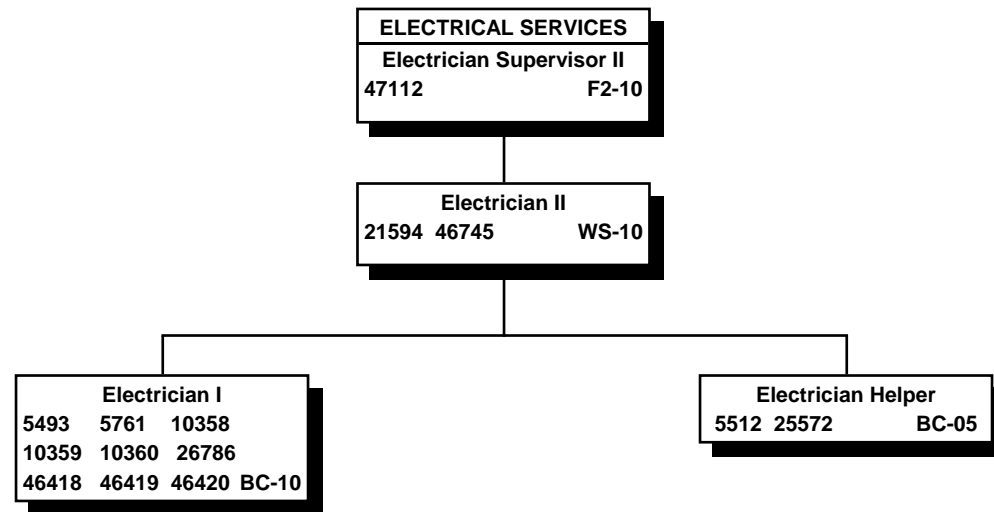 ELECTRICAL SERVICES
Electrician Supervisor II
47112 F2-10
Electrician II
21594 46745 WS-10
Electrician I
5493 5761 10358
10359 10360 26786
46418 46419 46420 BC-10
Electrician Helper
5512 25572 BC-05